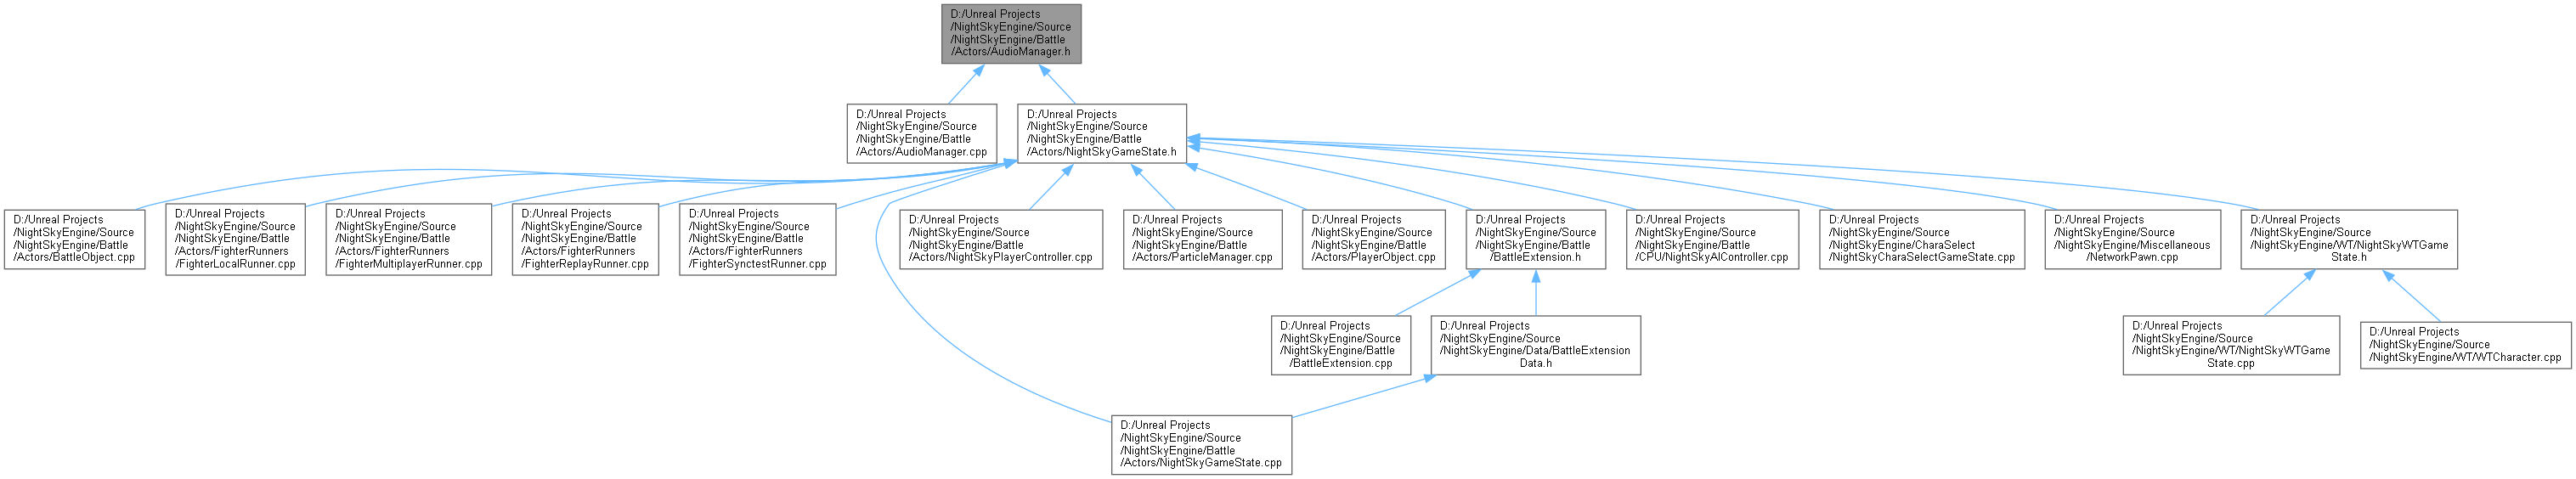 D:/Unreal Projects
/NightSkyEngine/Source
/NightSkyEngine/Battle
/Actors/AudioManager.h
D:/Unreal Projects
/NightSkyEngine/Source
/NightSkyEngine/Battle
/Actors/AudioManager.cpp
D:/Unreal Projects
/NightSkyEngine/Source
/NightSkyEngine/Battle
/Actors/NightSkyGameState.h
D:/Unreal Projects
/NightSkyEngine/Source
/NightSkyEngine/Battle
/Actors/BattleObject.cpp
D:/Unreal Projects
/NightSkyEngine/Source
/NightSkyEngine/Battle
/Actors/FighterRunners
/FighterLocalRunner.cpp
D:/Unreal Projects
/NightSkyEngine/Source
/NightSkyEngine/Battle
/Actors/FighterRunners
/FighterMultiplayerRunner.cpp
D:/Unreal Projects
/NightSkyEngine/Source
/NightSkyEngine/Battle
/Actors/FighterRunners
/FighterReplayRunner.cpp
D:/Unreal Projects
/NightSkyEngine/Source
/NightSkyEngine/Battle
/Actors/FighterRunners
/FighterSynctestRunner.cpp
D:/Unreal Projects
/NightSkyEngine/Source
/NightSkyEngine/Battle
/Actors/NightSkyPlayerController.cpp
D:/Unreal Projects
/NightSkyEngine/Source
/NightSkyEngine/Battle
/Actors/ParticleManager.cpp
D:/Unreal Projects
/NightSkyEngine/Source
/NightSkyEngine/Battle
/Actors/PlayerObject.cpp
D:/Unreal Projects
/NightSkyEngine/Source
/NightSkyEngine/Battle
/BattleExtension.h
D:/Unreal Projects
/NightSkyEngine/Source
/NightSkyEngine/Battle
/CPU/NightSkyAIController.cpp
D:/Unreal Projects
/NightSkyEngine/Source
/NightSkyEngine/CharaSelect
/NightSkyCharaSelectGameState.cpp
D:/Unreal Projects
/NightSkyEngine/Source
/NightSkyEngine/Miscellaneous
/NetworkPawn.cpp
D:/Unreal Projects
/NightSkyEngine/Source
/NightSkyEngine/WT/NightSkyWTGame
State.h
D:/Unreal Projects
/NightSkyEngine/Source
/NightSkyEngine/Battle
/BattleExtension.cpp
D:/Unreal Projects
/NightSkyEngine/Source
/NightSkyEngine/Data/BattleExtension
Data.h
D:/Unreal Projects
/NightSkyEngine/Source
/NightSkyEngine/WT/NightSkyWTGame
State.cpp
D:/Unreal Projects
/NightSkyEngine/Source
/NightSkyEngine/WT/WTCharacter.cpp
D:/Unreal Projects
/NightSkyEngine/Source
/NightSkyEngine/Battle
/Actors/NightSkyGameState.cpp